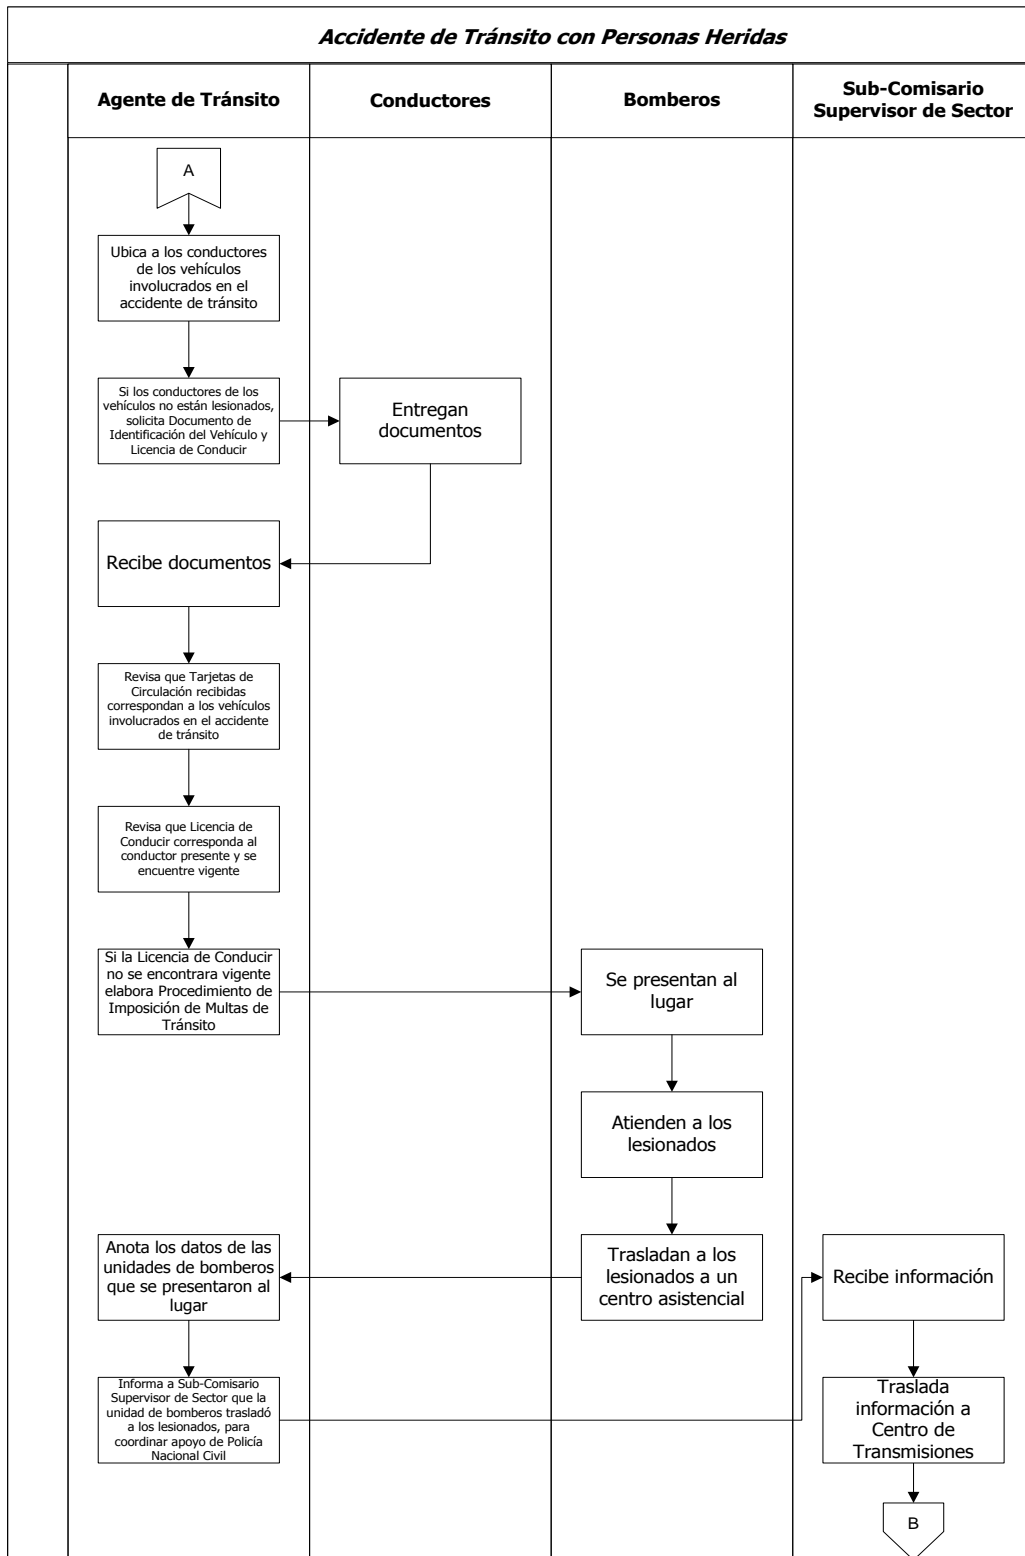 Accidente de Tránsito con Personas Heridas
Agente de Tránsito
Conductores
Bomberos
Sub-Comisario
Supervisor de Sector
A
Ubica a los conductores
de los vehículos
involucrados en el
accidente de tránsito
Si los conductores de los
vehículos no están lesionados,
solicita Documento de
Identificación del Vehículo y
Licencia de Conducir
Entregan
documentos
Recibe documentos
Revisa que Tarjetas de
Circulación recibidas
correspondan a los vehículos
involucrados en el accidente
de tránsito
Revisa que Licencia de
Conducir corresponda al
conductor presente y se
encuentre vigente
Si la Licencia de Conducir
no se encontrara vigente
elabora Procedimiento de
Imposición de Multas de
Tránsito
Se presentan al
lugar
Atienden a los
lesionados
Trasladan a los
lesionados a un
centro asistencial
Anota los datos de las
unidades de bomberos
que se presentaron al
lugar
Informa a Sub-Comisario
Supervisor de Sector que la
unidad de bomberos trasladó
a los lesionados, para
coordinar apoyo de Policía
Nacional Civil
Recibe información
Traslada
información a
Centro de
Transmisiones
B